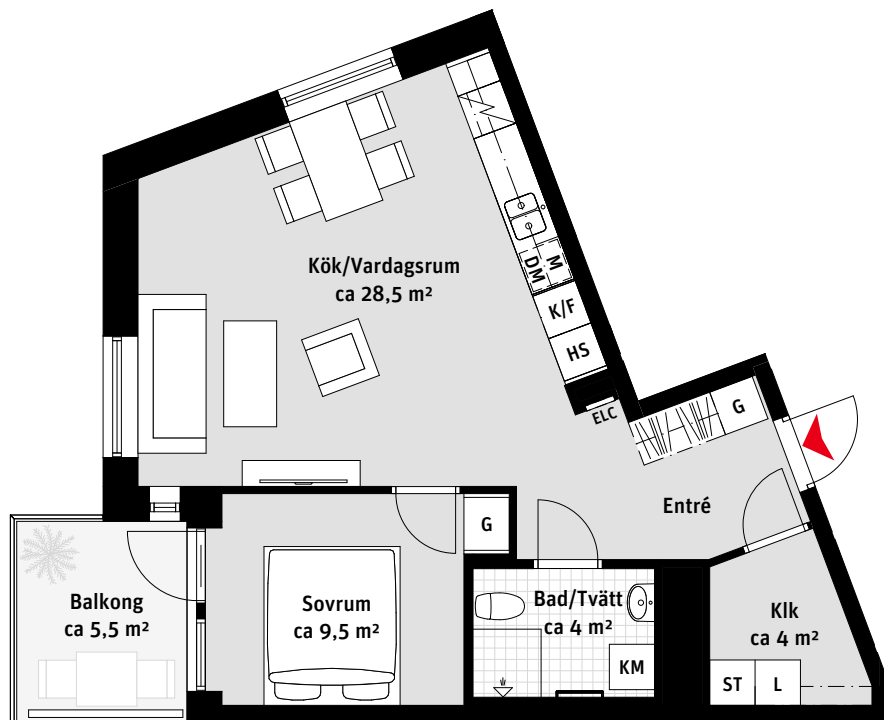 Kök/Vardagsrum
ca 28,5 m²
DM
M
K/F
HS
ELC
G
Entré
G
Balkong
ca 5,5 m²
Sovrum
ca 9,5 m²
Bad/Tvätt
ca 4 m²
KM
Klk
ca 4 m²
ST
L